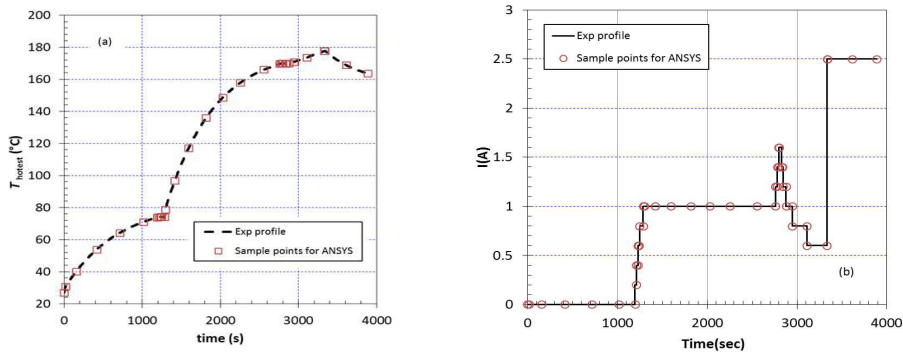 200
180
160
140
120
100
80
60
40
20
T hotest (°C)
(a)
Exp profile
Sample points for ANSYS
0 1000 2000 3000 4000
time (s)
3
2.5
2
1.5
1
0.5
0
I(A)
Exp profile
Sample points for ANSYS
(b)
0 1000 2000 3000 4000
Time(sec)